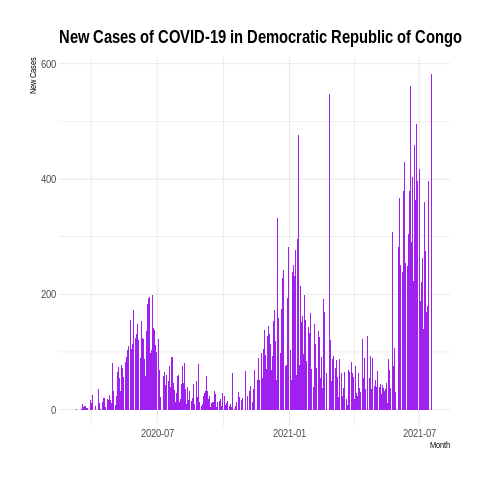 New Cases of COVID-19 in Democratic Republic of Congo
New Cases
600
400
200
0
2020-07
2021-01
2021-07
Month